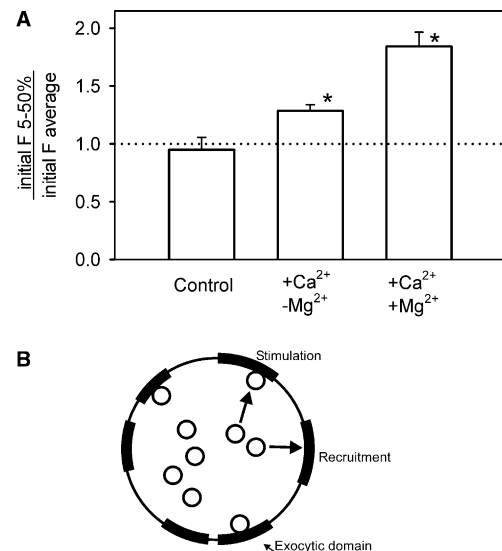 A
initial F 5-50%
initial F average
2.0
1.5
1.0
0.5
0.0
*
*
Control
+Ca²⁺
-Mg²⁺
+Ca²⁺
+Mg²⁺
B
Stimulation
Recruitment
Exocytic domain